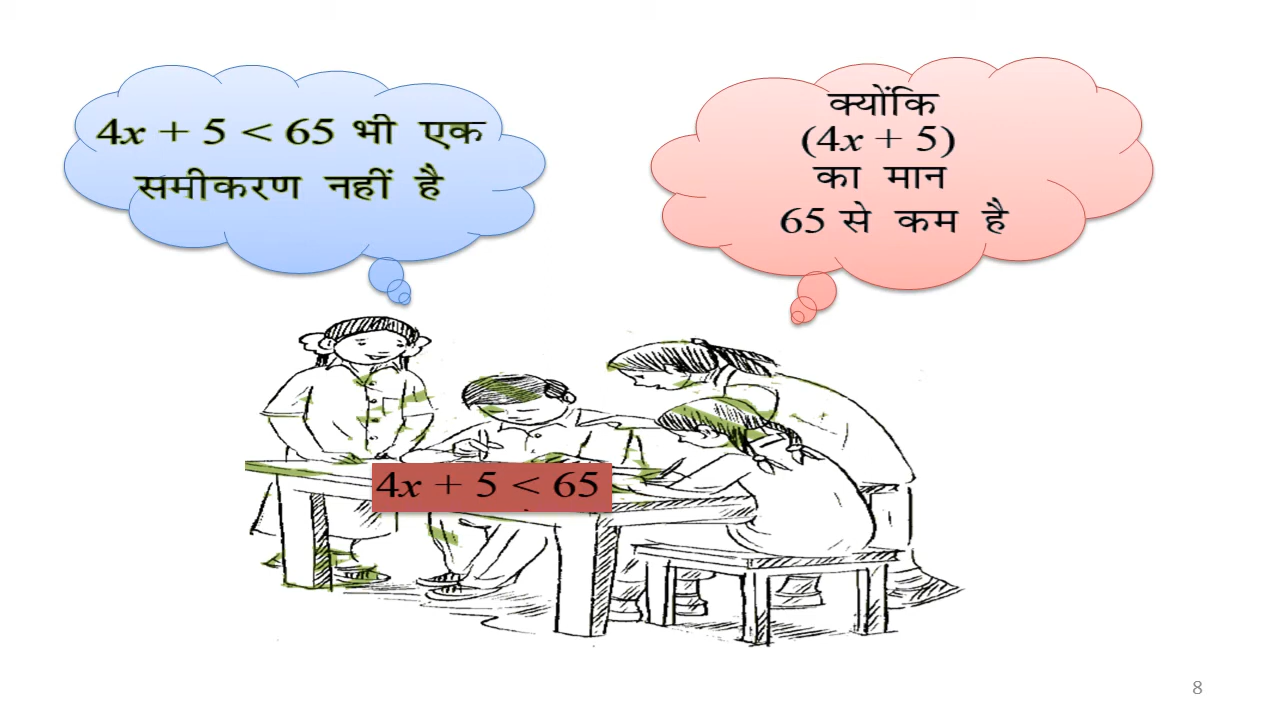 4x + 5 < 65 भी एक
समीकरण नहीं है
क्योंकि
(4x + 5)
का मान
65 से कम है
4x + 5 < 65
8